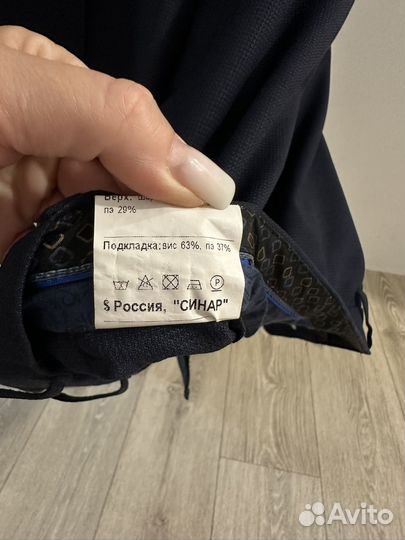 Верх:
пэ 29%
Подкладка:вис 63%, пэ 37%
P
Россия, "СИНАР"
Avito